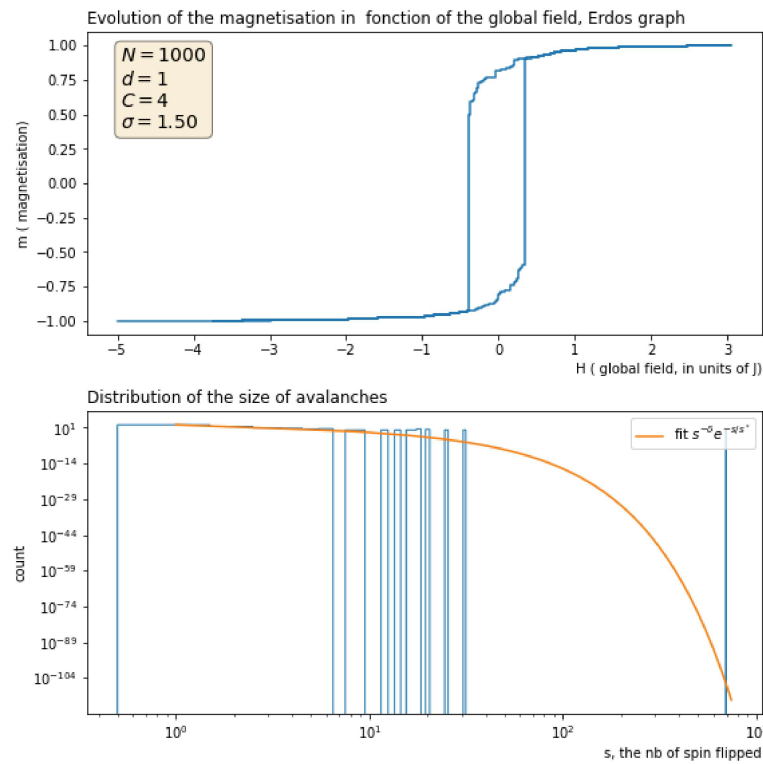 Evolution of the magnetisation in  fonction of the global field, Erdos graph
N = 1000
d = 1
C = 4
σ = 1.50
1.00
0.75
0.50
0.25
0.00
−0.25
−0.50
−0.75
−1.00
m ( magnetisation)
−5 −4 −3 −2 −1 0 1 2 3
H ( global field, in units of J)
Distribution of the size of avalanches
fit s^{−δ}e^{−s/s*}
10^1
10^{−14}
10^{−29}
10^{−44}
10^{−59}
10^{−74}
10^{−89}
10^{−104}
count
10^0 10^1 10^2 10
s, the nb of spin flipped